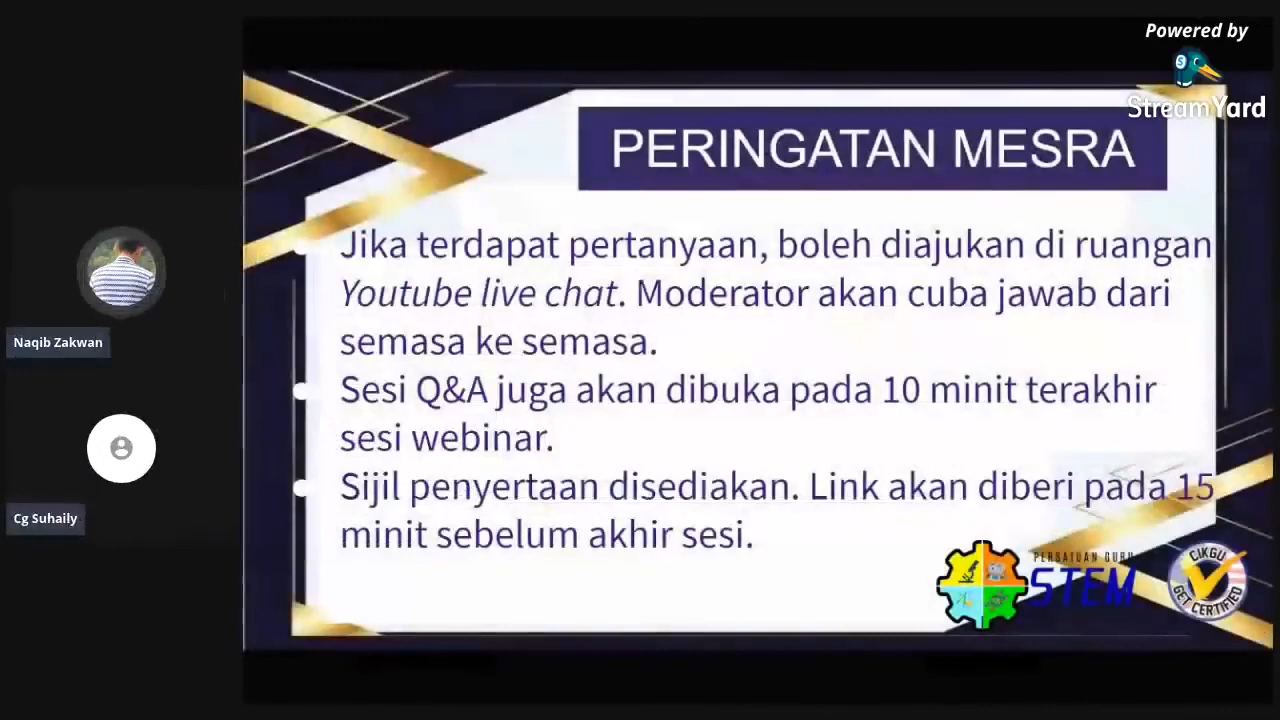 Powered by
StreamYard
PERINGATAN MESRA
Jika terdapat pertanyaan, boleh diajukan di ruangan
Youtube live chat. Moderator akan cuba jawab dari
semasa ke semasa.
Sesi Q&A juga akan dibuka pada 10 minit terakhir
sesi webinar.
Sijil penyertaan disediakan. Link akan diberi pada 15
minit sebelum akhir sesi.
Naqib Zakwan
Cg Suhaily
PERSATUAN GURU
STEM
CIKGU
GET CERTIFIED